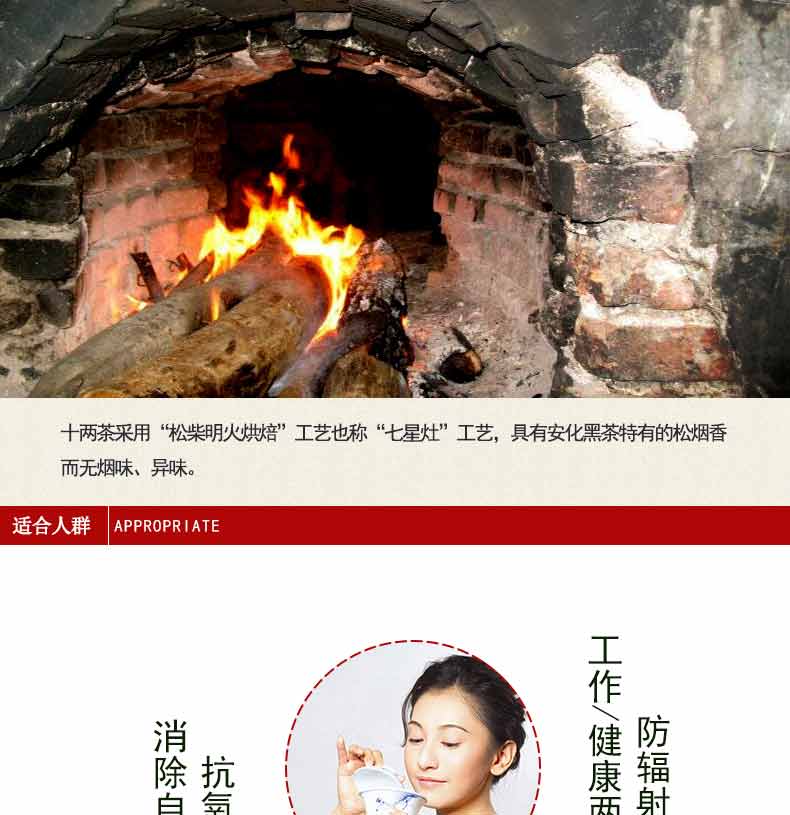 十两茶采用“松柴明火烘焙”工艺也称“七星灶”工艺，具有安化黑茶特有的松烟香
而无烟味、异味。
适合人群 APPROPRIATE
防辐射
工作/健康两
抗氧
消除自